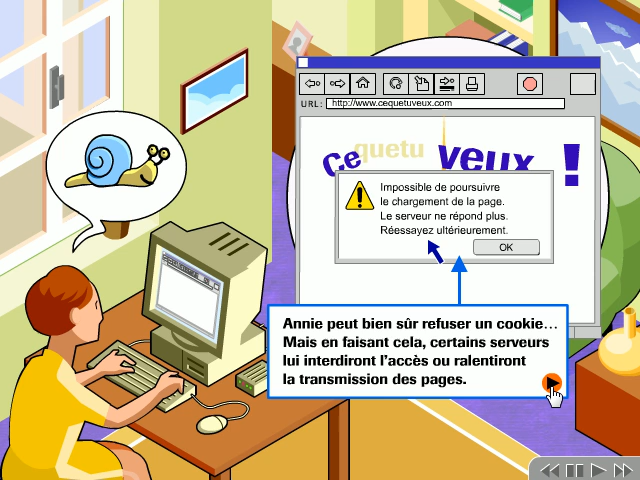 URL: http://www.cequetuveux.com
Ce quetu veux !
Impossible de poursuivre
le chargement de la page.
Le serveur ne répond plus.
Réessayez ultérieurement.
OK
Annie peut bien sûr refuser un cookie...
Mais en faisant cela, certains serveurs
lui interdiront l'accès ou ralentiront
la transmission des pages.